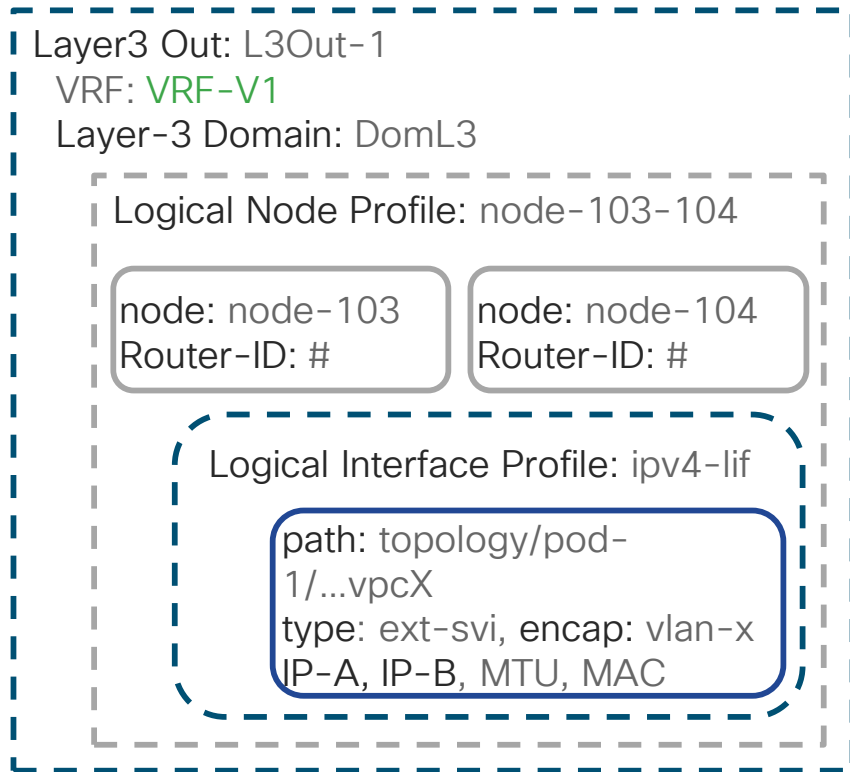 Layer3 Out: L3Out-1
VRF: VRF-V1
Layer-3 Domain: DomL3
Logical Node Profile: node-103-104
node: node-103
Router-ID: #
node: node-104
Router-ID: #
Logical Interface Profile: ipv4-lif
path: topology/pod-
1/...vpcX
type: ext-svi, encap: vlan-x
IP-A, IP-B, MTU, MAC